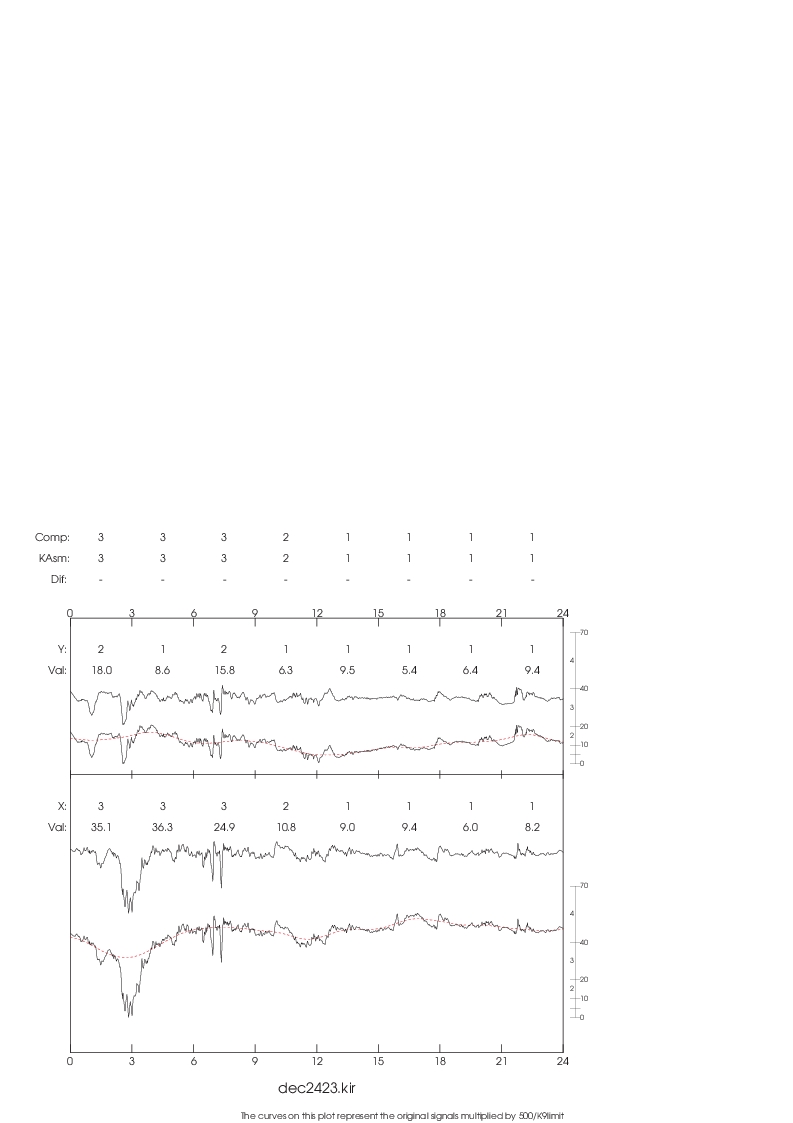 Comp: 3 3 3 2 1 1 1 1
KAsm: 3 3 3 2 1 1 1 1
Dif: - - - - - - - -
0 3 6 9 12 15 18 21 24
70
Y: 2 1 2 1 1 1 1 1
4
Val: 18.0 8.6 15.8 6.3 9.5 5.4 6.4 9.4
40
3
20
2
10
0
X: 3 3 3 2 1 1 1 1
Val: 35.1 36.3 24.9 10.8 9.0 9.4 6.0 8.2
70
4
40
3
20
2
10
0
0 3 6 9 12 15 18 21 24
dec2423.kir
The curves on this plot represent the original signals multiplied by 500/K9limit